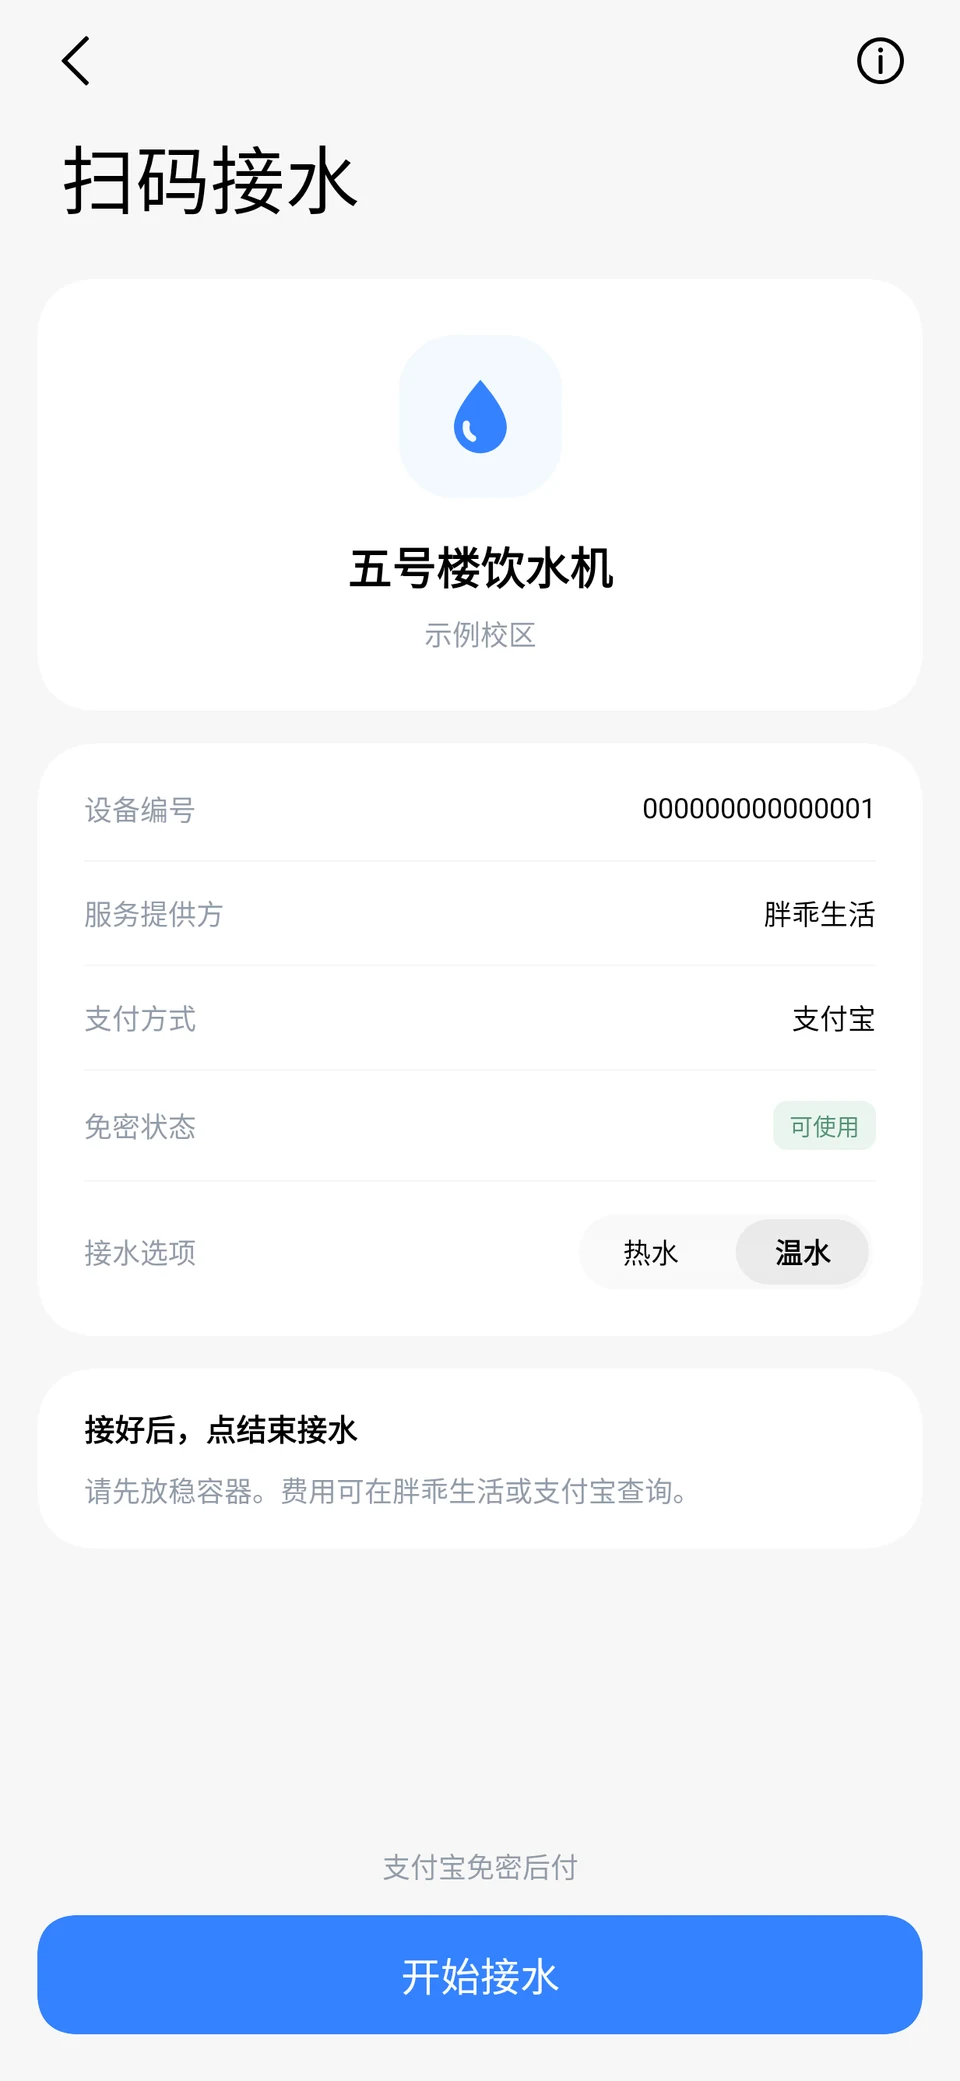 扫码接水
五号楼饮水机
示例校区
设备编号 000000000000001
服务提供方 胖乖生活
支付方式 支付宝
免密状态 可使用
接水选项 热水 温水
接好后，点结束接水
请先放稳容器。费用可在胖乖生活或支付宝查询。
支付宝免密后付
开始接水